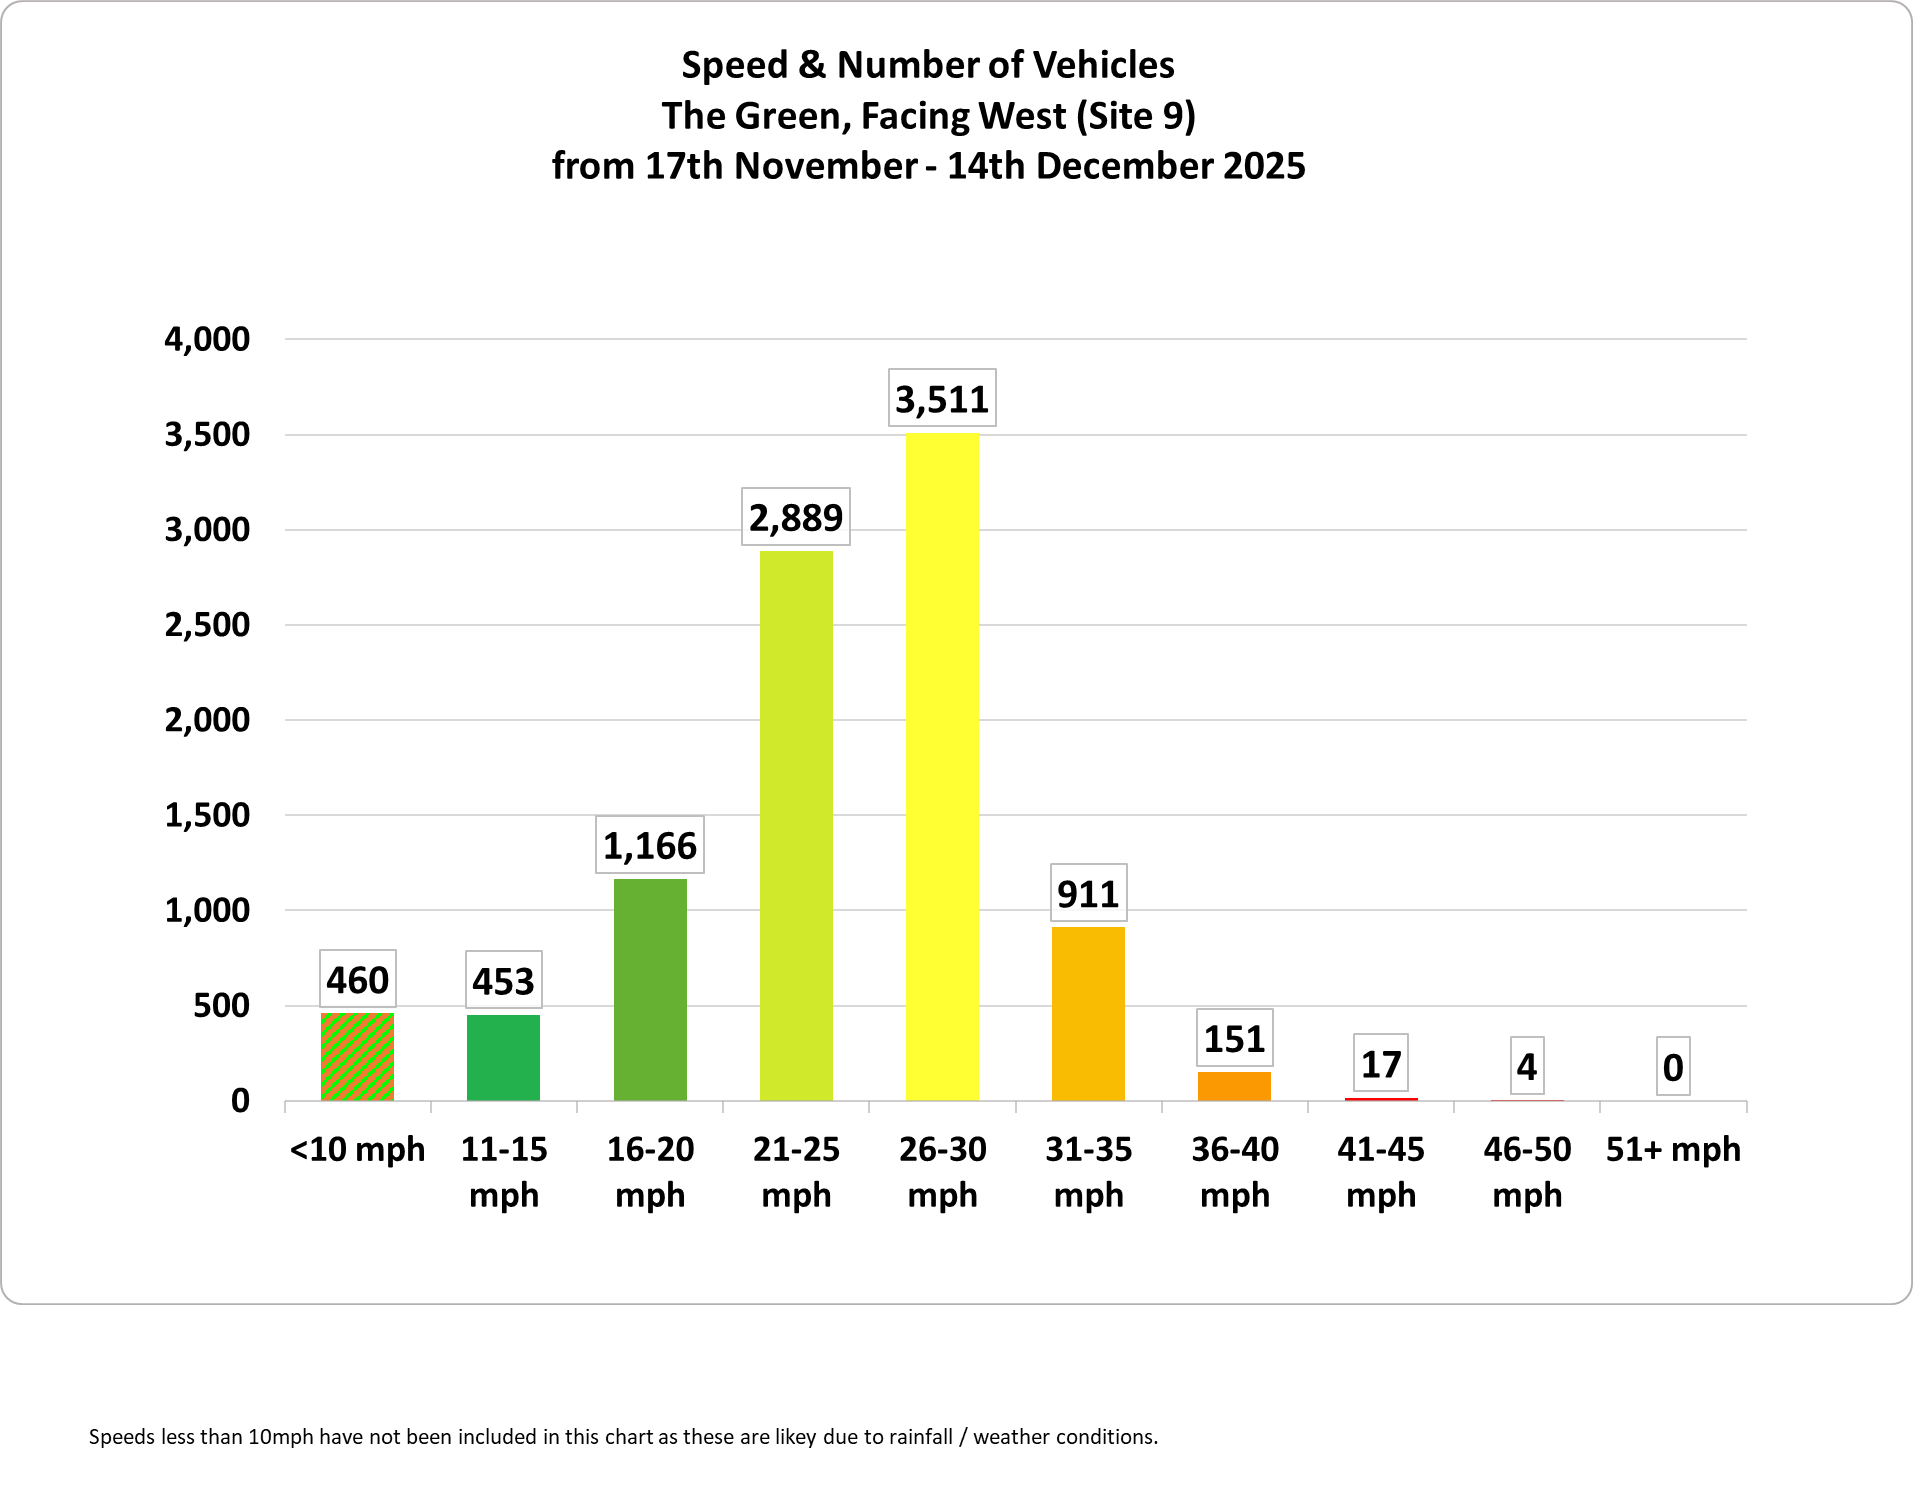 Speed & Number of Vehicles
The Green, Facing West (Site 9)
from 17th November - 14th December 2025
4,000
3,500
3,000
2,500
2,000
1,500
1,000
500
0
460
453
1,166
2,889
3,511
911
151
17
4
0
<10 mph
11-15
mph
16-20
mph
21-25
mph
26-30
mph
31-35
mph
36-40
mph
41-45
mph
46-50
mph
51+ mph
Speeds less than 10mph have not been included in this chart as these are likey due to rainfall / weather conditions.